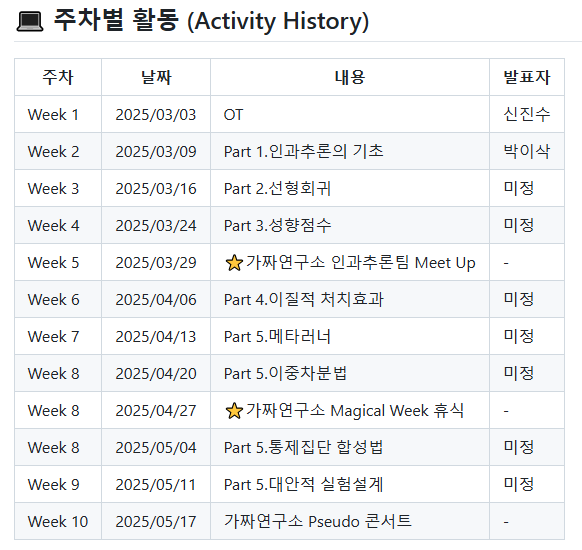 💻 주차별 활동 (Activity History)
주차 날짜 내용 발표자
Week 1 2025/03/03 OT 신진수
Week 2 2025/03/09 Part 1.인과추론의 기초 박이삭
Week 3 2025/03/16 Part 2.선형회귀 미정
Week 4 2025/03/24 Part 3.성향점수 미정
Week 5 2025/03/29 ⭐가짜연구소 인과추론팀 Meet Up -
Week 6 2025/04/06 Part 4.이질적 처치효과 미정
Week 7 2025/04/13 Part 5.메타러너 미정
Week 8 2025/04/20 Part 5.이중차분법 미정
Week 8 2025/04/27 ⭐가짜연구소 Magical Week 휴식 -
Week 8 2025/05/04 Part 5.통제집단 합성법 미정
Week 9 2025/05/11 Part 5.대안적 실험설계 미정
Week 10 2025/05/17 가짜연구소 Pseudo 콘서트 -